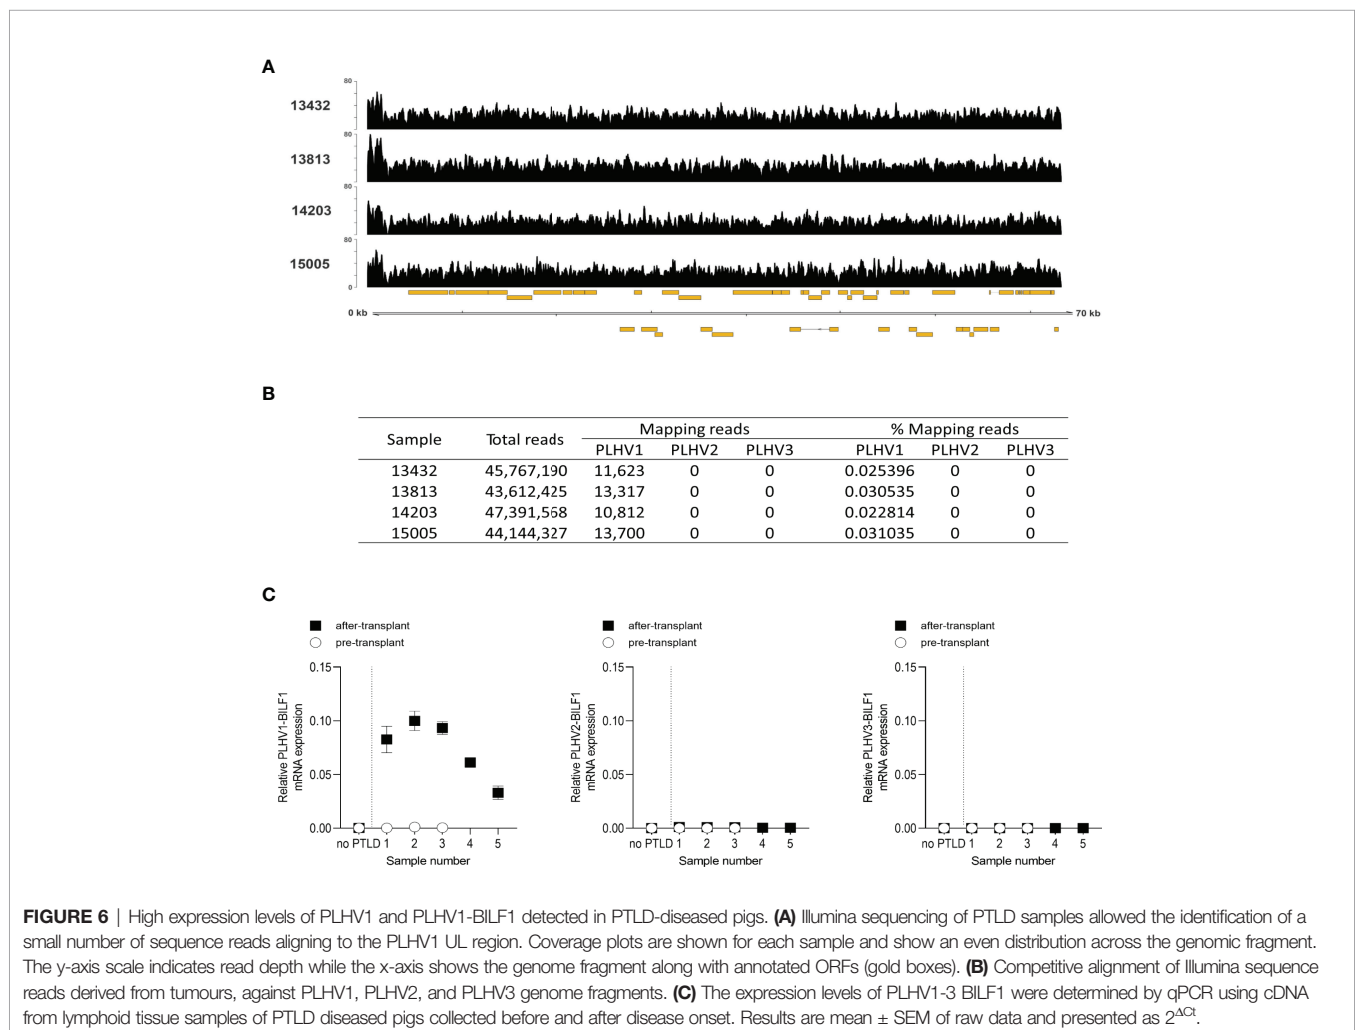 A
80
13432
80
13813
80
14203
80
15005
0
0 kb
70 kb
B
Sample Total reads Mapping reads % Mapping reads
PLHV1 PLHV2 PLHV3 PLHV1 PLHV2 PLHV3
13432 45,767,190 11,623 0 0 0.025396 0 0
13813 43,612,425 13,317 0 0 0.030535 0 0
14203 47,391,568 10,812 0 0 0.022814 0 0
15005 44,144,327 13,700 0 0 0.031035 0 0
C
after-transplant
pre-transplant
0.15
0.10
0.05
0.00
Relative PLHV1-BILF1
mRNA expression
no PTLD 1 2 3 4 5
Sample number
after-transplant
pre-transplant
0.15
0.10
0.05
0.00
Relative PLHV2-BILF1
mRNA expression
no PTLD 1 2 3 4 5
Sample number
after-transplant
pre-transplant
0.15
0.10
0.05
0.00
Relative PLHV3-BILF1
mRNA expression
no PTLD 1 2 3 4 5
Sample number
FIGURE 6 | High expression levels of PLHV1 and PLHV1-BILF1 detected in PTLD-diseased pigs. (A) Illumina sequencing of PTLD samples allowed the identification of a
small number of sequence reads aligning to the PLHV1 UL region. Coverage plots are shown for each sample and show an even distribution across the genomic fragment.
The y-axis scale indicates read depth while the x-axis shows the genome fragment along with annotated ORFs (gold boxes). (B) Competitive alignment of Illumina sequence
reads derived from tumours, against PLHV1, PLHV2, and PLHV3 genome fragments. (C) The expression levels of PLHV1-3 BILF1 were determined by qPCR using cDNA
from lymphoid tissue samples of PTLD diseased pigs collected before and after disease onset. Results are mean ± SEM of raw data and presented as 2^ΔCt.